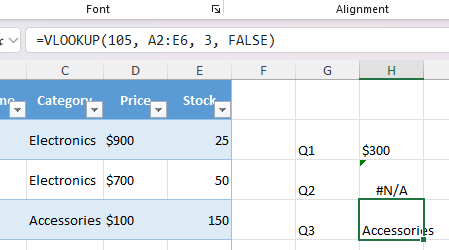 Font Alignment
=VLOOKUP(105, A2:E6, 3, FALSE)
C D E F G H
Category Price Stock
Electronics $900 25
Q1 $300
Electronics $700 50
Q2 #N/A
Accessories $100 150
Q3 Accessories